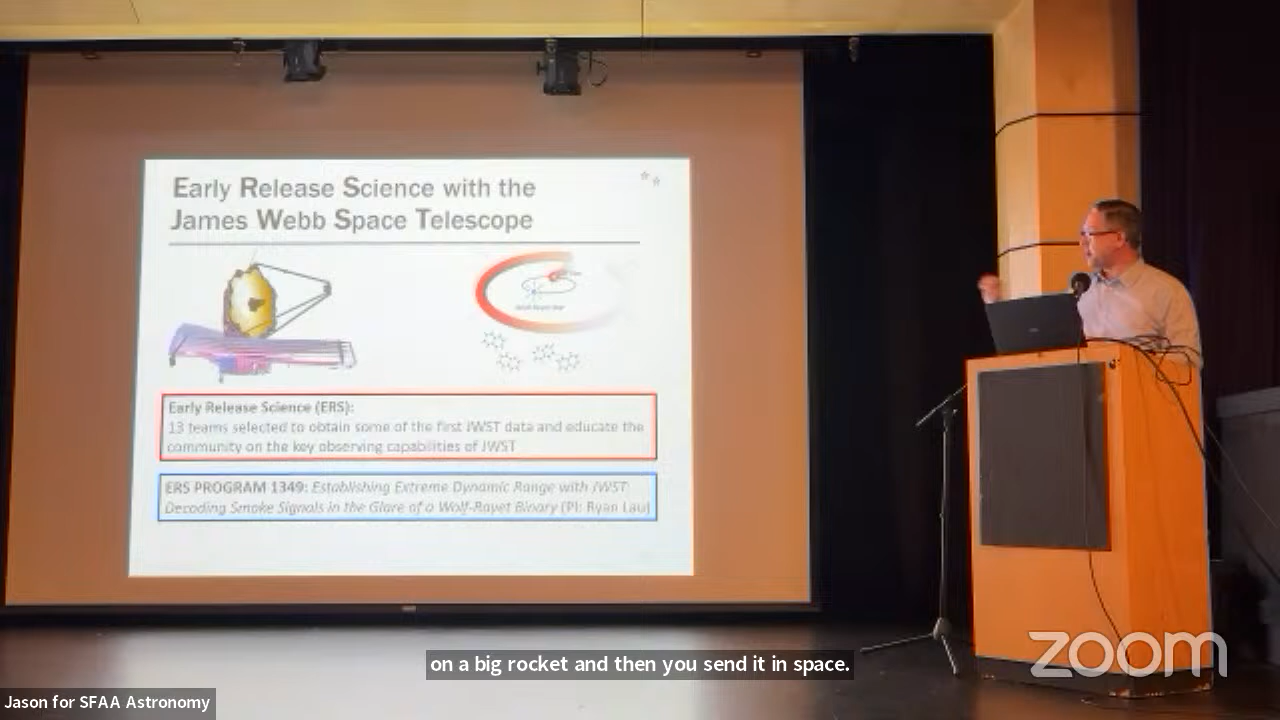 Early Release Science with the
James Webb Space Telescope
Early Release Science (ERS):
13 teams selected to obtain some of the first JWST data and educate the
community on the key observing capabilities of JWST
ERS PROGRAM 1349: Establishing Extreme Dynamic Range with JWST:
Decoding Smoke Signals in the Glare of a Wolf-Rayet Binary (PI: Ryan Lau)
zoom
on a big rocket and then you send it in space.
Jason for SFAA Astronomy